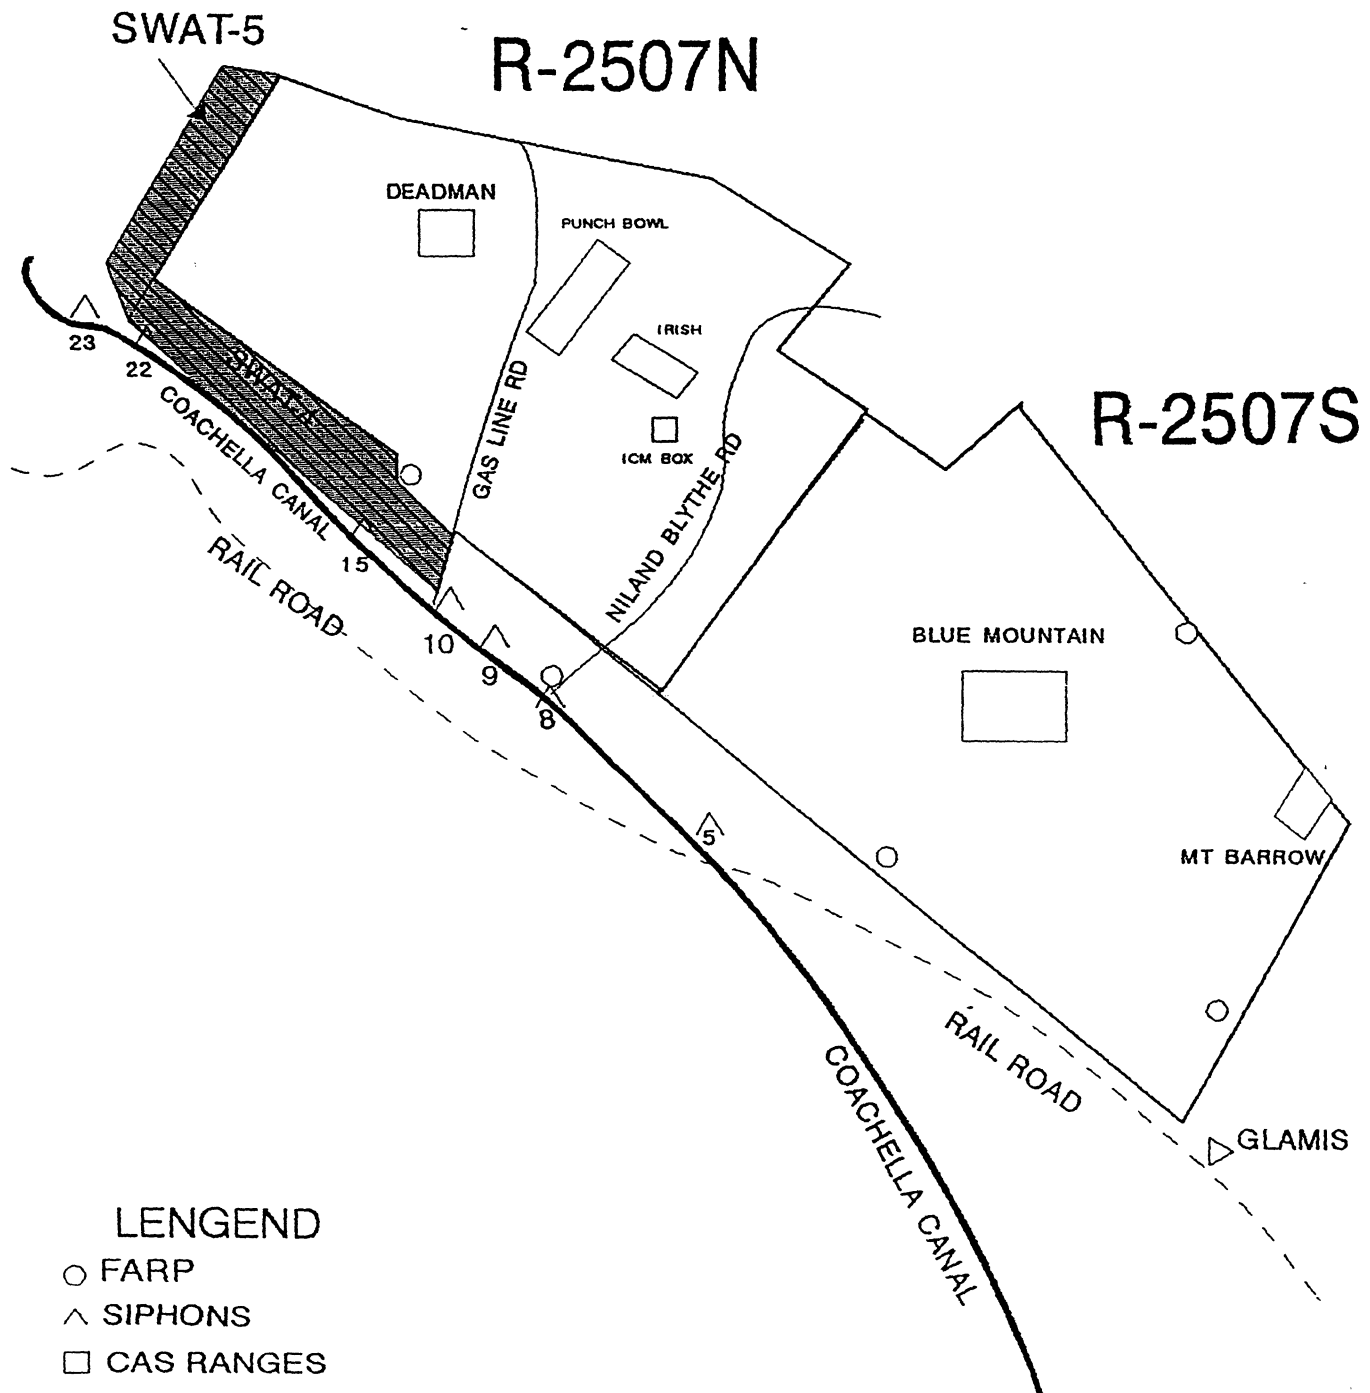 SWAT-5
R-2507N
DEADMAN
PUNCH BOWL
IRISH
ICM BOX
GAS LINE RD
NILAND BLYTHE RD
R-2507S
23
22
COACHELLA CANAL
15
RAIL ROAD
10
9
8
5
BLUE MOUNTAIN
MT BARROW
RAIL ROAD
COACHELLA CANAL
GLAMIS
LENGEND
FARP
SIPHONS
CAS RANGES